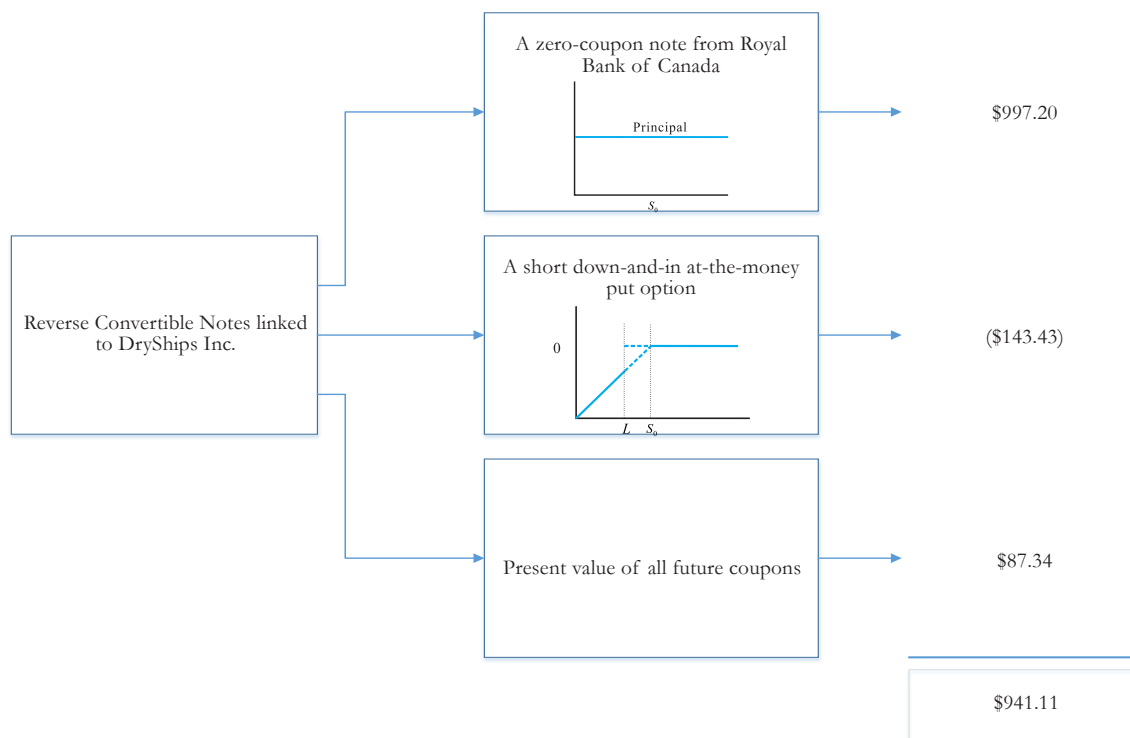 A zero-coupon note from Royal
Bank of Canada
Principal
S₀
$997.20
Reverse Convertible Notes linked
to DryShips Inc.
A short down-and-in at-the-money
put option
0
L S₀
($143.43)
Present value of all future coupons
$87.34
$941.11